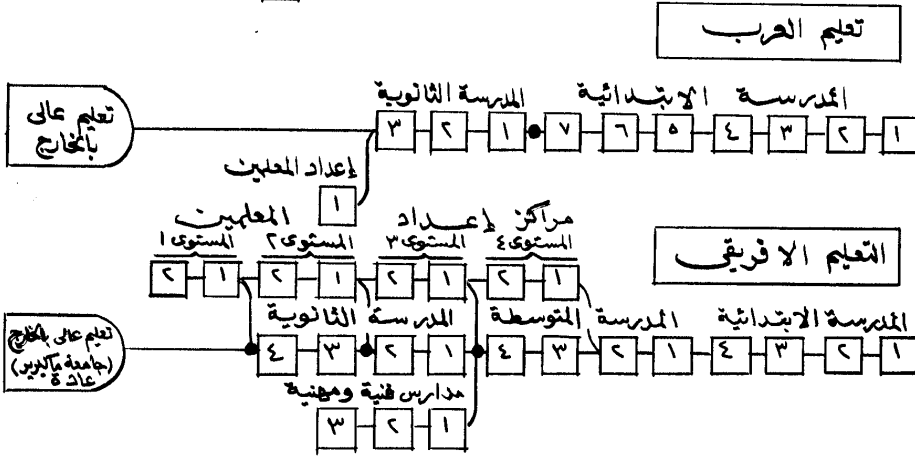 تعليم العرب
المدرسة الابتدائية المدرسة الثانوية
١ ٢ ٣ ٤ ٥ ٦ ٧ ١ ٢ ٣
تعليم عالى
بالخارج
إعداد المعلمين
١
التعليم الافريقى
مراكز إعداد المعلمين
المستوى ٤ المستوى ٣ المستوى ٢ المستوى ١
١ ٢ ١ ٢ ١ ٢ ١ ٢
المدرسة الابتدائية المدرسة المتوسطة المدرسة الثانوية
١ ٢ ٣ ٤ ١ ٢ ٣ ٤ ١ ٢ ٣ ٤
تعليم عالى بالخارج
(جامعة ماكريرى)
عادة
مدارس فنية ومهنية
١ ٢ ٣